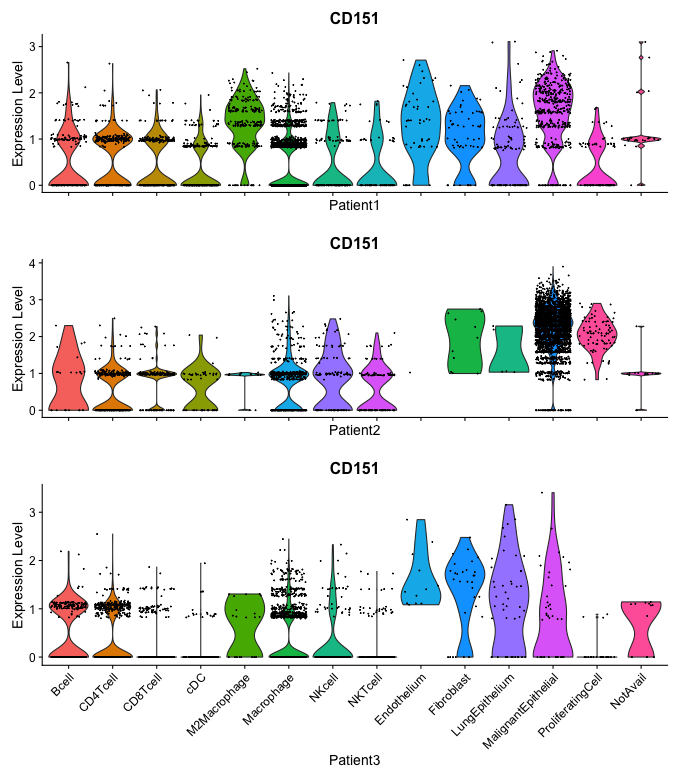 CD151
Expression Level
3
2
1
0
Patient1
CD151
Expression Level
4
3
2
1
0
Patient2
CD151
Expression Level
3
2
1
0
Bcell
CD4Tcell
CD8Tcell
cDC
M2Macrophage
Macrophage
NKcell
NKTcell
Endothelium
Fibroblast
LungEpithelium
MalignantEpithelial
ProliferatingCell
NotAvail
Patient3